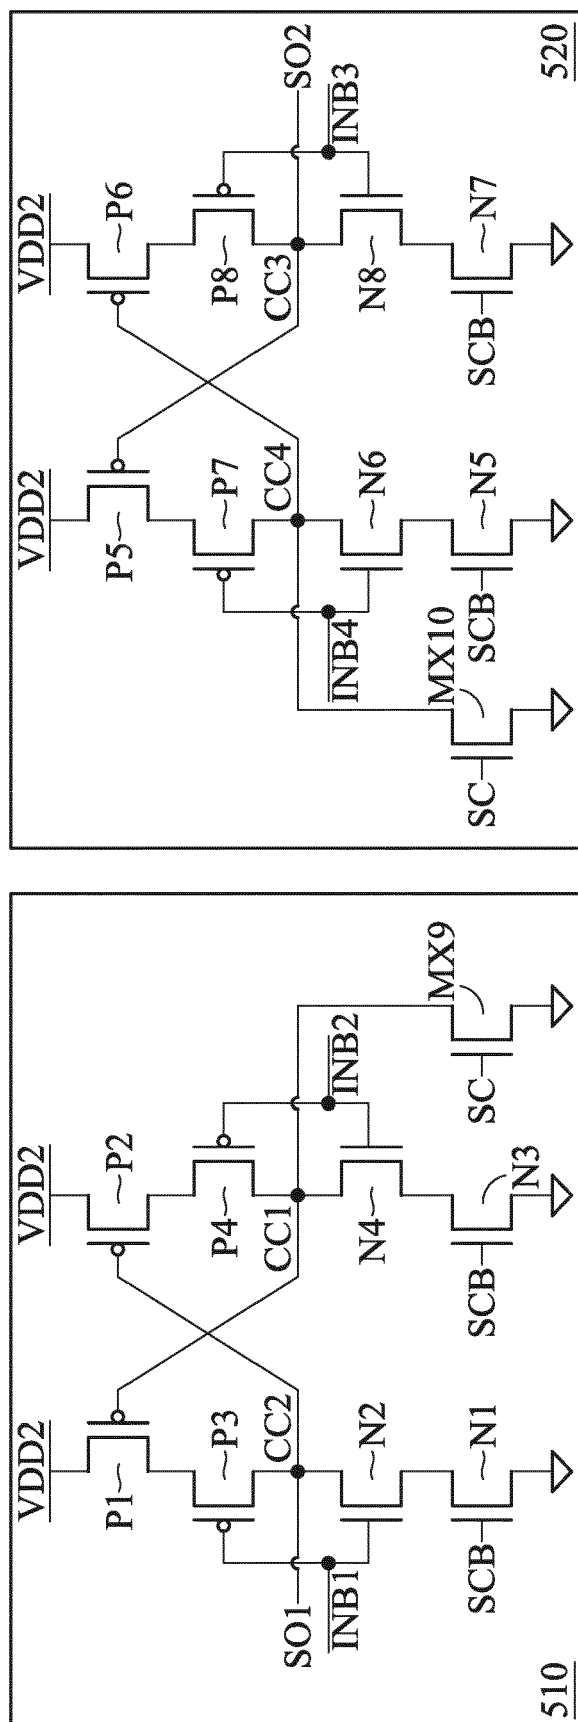 VDD2
VDD2
P1
P2
P3
P4
CC2
CC1
SO1
INB1
INB2
N2
N4
MX9
SCB
N1
SCB
N3
SC
510
VDD2
VDD2
P5
P6
P7
P8
CC4
CC3
SO2
INB4
INB3
N6
N8
MX10
SC
SCB
N5
SCB
N7
520